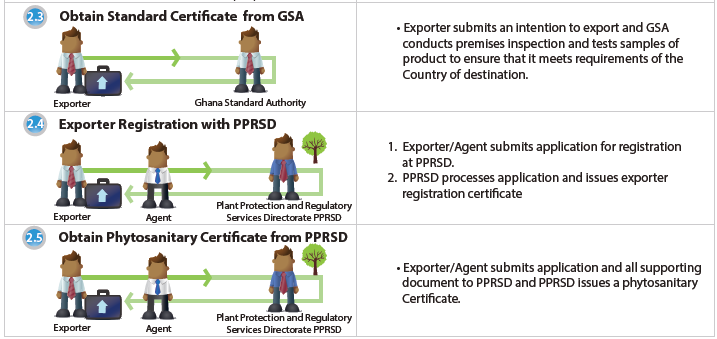 2.3 Obtain Standard Certificate from GSA
Exporter
Ghana Standard Authority
• Exporter submits an intention to export and GSA
conducts premises inspection and tests samples of
product to ensure that it meets requirements of the
Country of destination.
2.4 Exporter Registration with PPRSD
Exporter
Agent
Plant Protection and Regulatory
Services Directorate PPRSD
1. Exporter/Agent submits application for registration
at PPRSD.
2. PPRSD processes application and issues exporter
registration certificate
2.5 Obtain Phytosanitary Certificate from PPRSD
Exporter
Agent
Plant Protection and Regulatory
Services Directorate PPRSD
• Exporter/Agent submits application and all supporting
document to PPRSD and PPRSD issues a phytosanitary
Certificate.